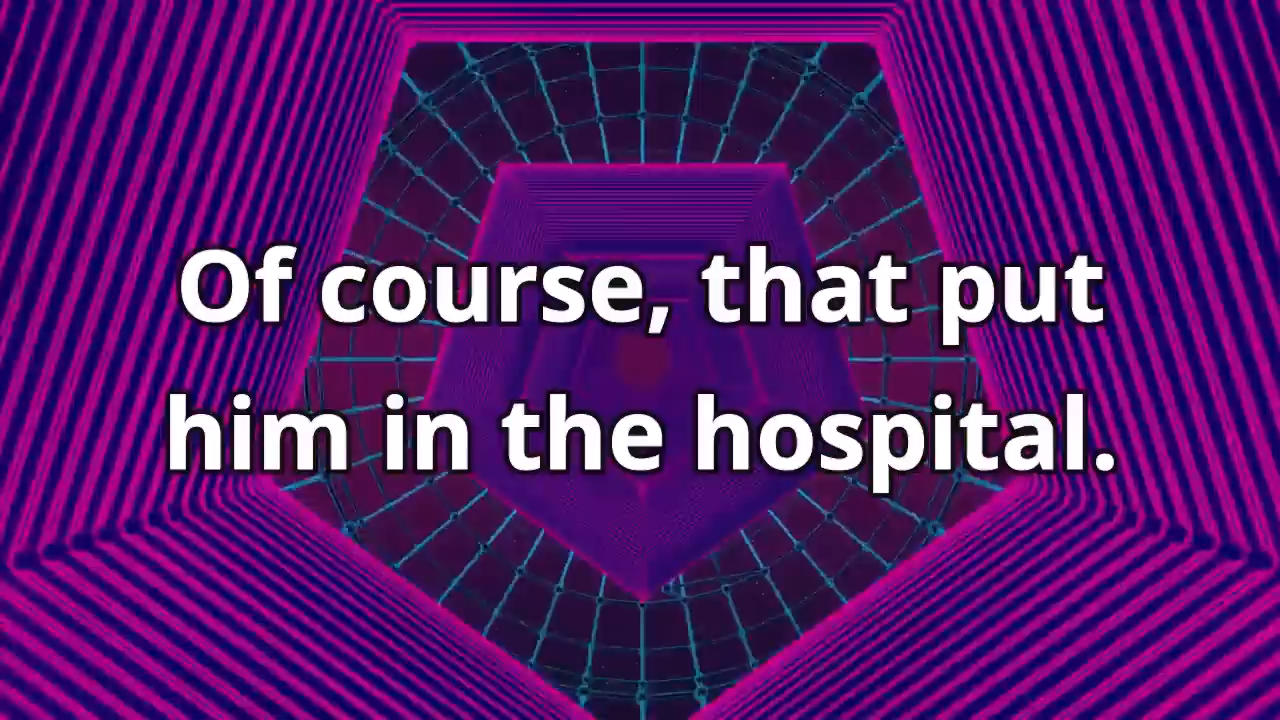 Of course, that put
him in the hospital.